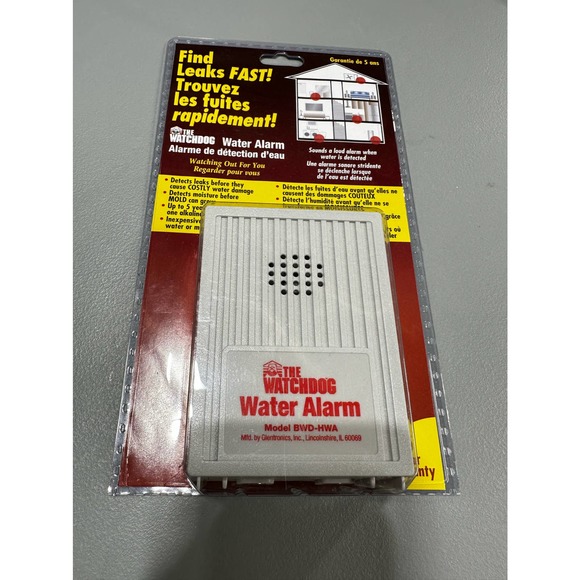 Find
Leaks FAST!
Trouvez
les fuites
rapidement!
THE
WATCHDOG Water Alarm
Alarme de détection d'eau
Watching Out For You
Regarder pour vous
• Detects leaks before they
cause COSTLY water damage
• Detects moisture before
MOLD can grow
• Up to 5 year
one alkaline
• Inexpensive
water or mo
Garantie de 5 ans
Sounds a loud alarm when
water is detected
Une alarme sonore stridente
se déclenche lorsque
de l'eau est détectée
• Détecte les fuites d'eau avant qu'elles ne
causent des dommages COÛTEUX
• Détecte l'humidité avant qu'elle ne se
grâce
où
ler
THE
WATCHDOG
Water Alarm
Model BWD-HWA
Mfd. by Glentronics, Inc., Lincolnshire, IL 60069
nty